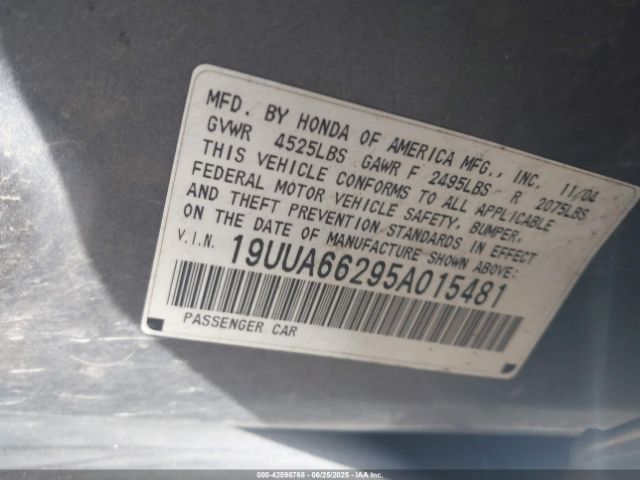 MFD. BY HONDA OF AMERICA MFG., INC. 11/04
GVWR 4525LBS GAWR F 2495LBS R 2075LBS
THIS VEHICLE CONFORMS TO ALL APPLICABLE
FEDERAL MOTOR VEHICLE SAFETY, BUMPER,
AND THEFT PREVENTION STANDARDS IN EFFECT
ON THE DATE OF MANUFACTURE SHOWN ABOVE:
V.I.N. 19UUA66295A015481
PASSENGER CAR
000-42598768 - 06/25/2025 - IAA Inc.